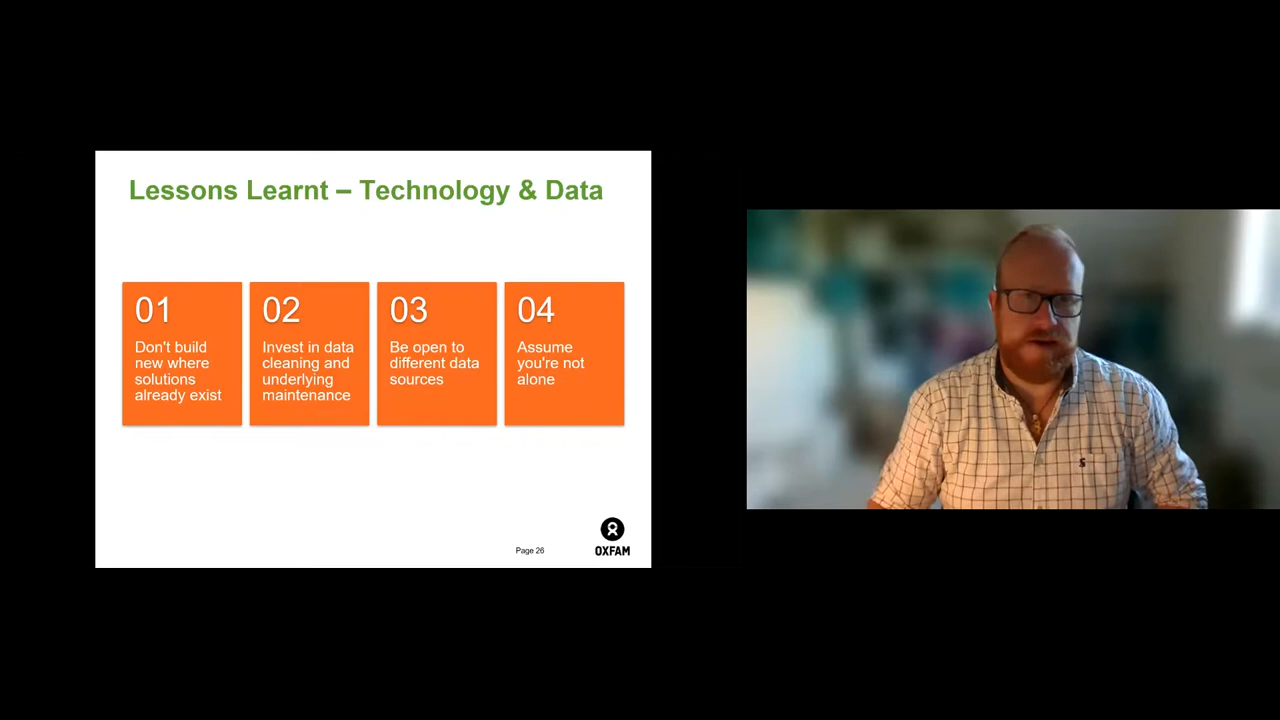 Lessons Learnt – Technology & Data
01
Don't build
new where
solutions
already exist
02
Invest in data
cleaning and
underlying
maintenance
03
Be open to
different data
sources
04
Assume
you're not
alone
Page 26
OXFAM